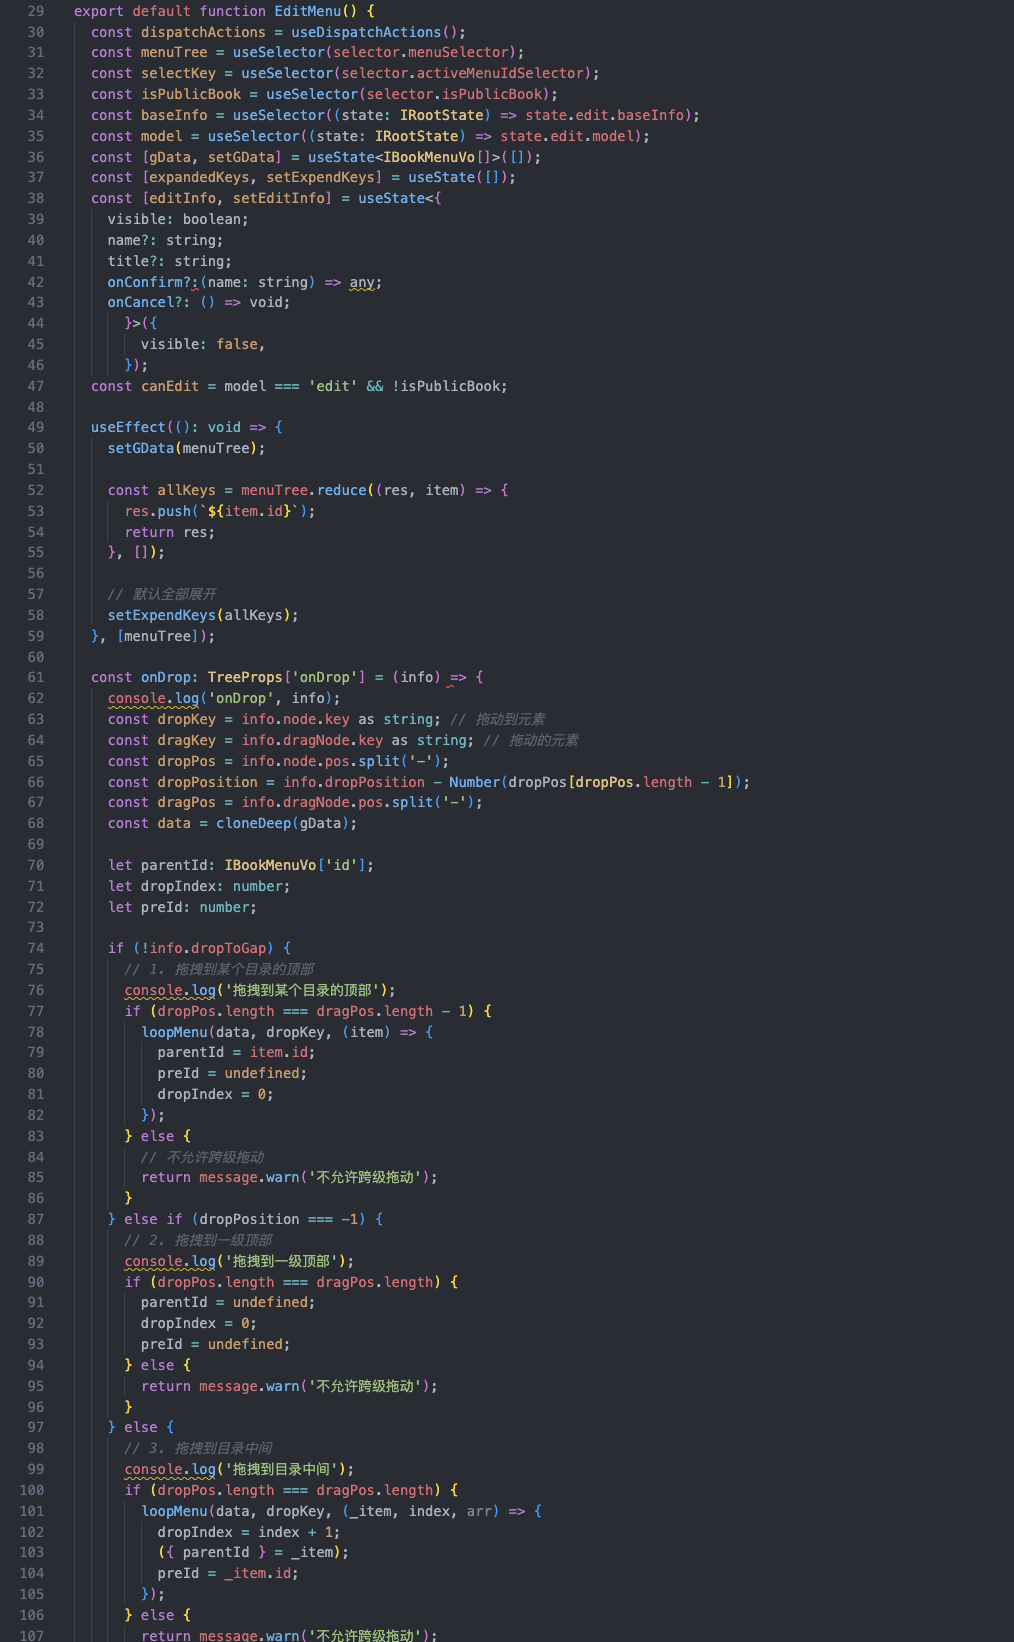 29 export default function EditMenu() {
30   const dispatchActions = useDispatchActions();
31   const menuTree = useSelector(selector.menuSelector);
32   const selectKey = useSelector(selector.activeMenuIdSelector);
33   const isPublicBook = useSelector(selector.isPublicBook);
34   const baseInfo = useSelector((state: IRootState) => state.edit.baseInfo);
35   const model = useSelector((state: IRootState) => state.edit.model);
36   const [gData, setGData] = useState<IBookMenuVo[]>([]);
37   const [expandedKeys, setExpendKeys] = useState([]);
38   const [editInfo, setEditInfo] = useState<{
39     visible: boolean;
40     name?: string;
41     title?: string;
42     onConfirm?:(name: string) => any;
43     onCancel?: () => void;
44       }>({
45         visible: false,
46       });
47   const canEdit = model === 'edit' && !isPublicBook;
48
49   useEffect((): void => {
50     setGData(menuTree);
51
52     const allKeys = menuTree.reduce((res, item) => {
53       res.push(`${item.id}`);
54       return res;
55     }, []);
56
57     // 默认全部展开
58     setExpendKeys(allKeys);
59   }, [menuTree]);
60
61   const onDrop: TreeProps['onDrop'] = (info) => {
62     console.log('onDrop', info);
63     const dropKey = info.node.key as string; // 拖动到元素
64     const dragKey = info.dragNode.key as string; // 拖动的元素
65     const dropPos = info.node.pos.split('-');
66     const dropPosition = info.dropPosition - Number(dropPos[dropPos.length - 1]);
67     const dragPos = info.dragNode.pos.split('-');
68     const data = cloneDeep(gData);
69
70     let parentId: IBookMenuVo['id'];
71     let dropIndex: number;
72     let preId: number;
73
74     if (!info.dropToGap) {
75       // 1. 拖拽到某个目录的顶部
76       console.log('拖拽到某个目录的顶部');
77       if (dropPos.length === dragPos.length - 1) {
78         loopMenu(data, dropKey, (item) => {
79           parentId = item.id;
80           preId = undefined;
81           dropIndex = 0;
82         });
83       } else {
84         // 不允许跨级拖动
85         return message.warn('不允许跨级拖动');
86       }
87     } else if (dropPosition === -1) {
88       // 2. 拖拽到一级顶部
89       console.log('拖拽到一级顶部');
90       if (dropPos.length === dragPos.length) {
91         parentId = undefined;
92         dropIndex = 0;
93         preId = undefined;
94       } else {
95         return message.warn('不允许跨级拖动');
96       }
97     } else {
98       // 3. 拖拽到目录中间
99       console.log('拖拽到目录中间');
100       if (dropPos.length === dragPos.length) {
101         loopMenu(data, dropKey, (_item, index, arr) => {
102           dropIndex = index + 1;
103           ({ parentId } = _item);
104           preId = _item.id;
105         });
106       } else {
107         return message.warn('不允许跨级拖动');